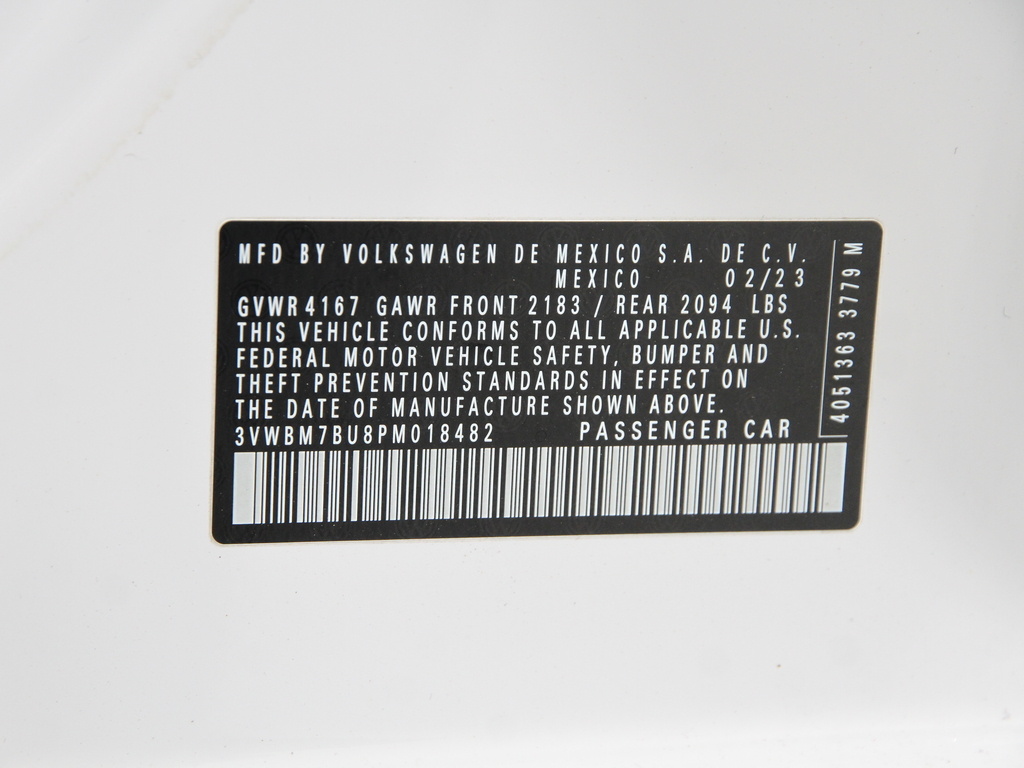 MFD BY VOLKSWAGEN DE MEXICO S.A. DE C.V.
MEXICO 02/23
GVWR 4167 GAWR FRONT 2183 / REAR 2094 LBS
THIS VEHICLE CONFORMS TO ALL APPLICABLE U.S.
FEDERAL MOTOR VEHICLE SAFETY, BUMPER AND
THEFT PREVENTION STANDARDS IN EFFECT ON
THE DATE OF MANUFACTURE SHOWN ABOVE.
3VWBM7BU8PM018482 PASSENGER CAR
4051363 3779 M